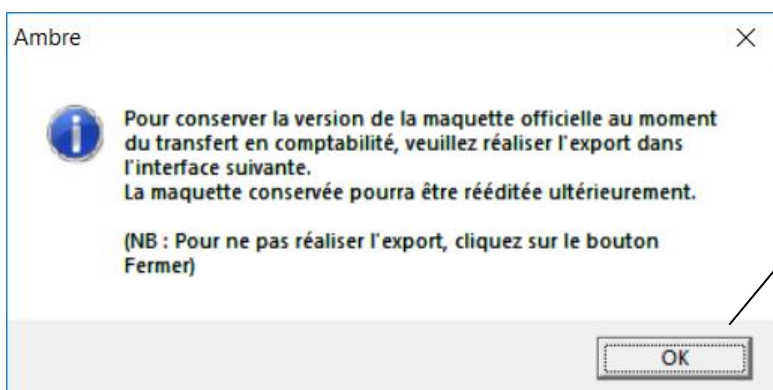 Ambre
Pour conserver la version de la maquette officielle au moment
du transfert en comptabilité, veuillez réaliser l'export dans
l'interface suivante.
La maquette conservée pourra être rééditée ultérieurement.
(NB : Pour ne pas réaliser l'export, cliquez sur le bouton
Fermer)
OK